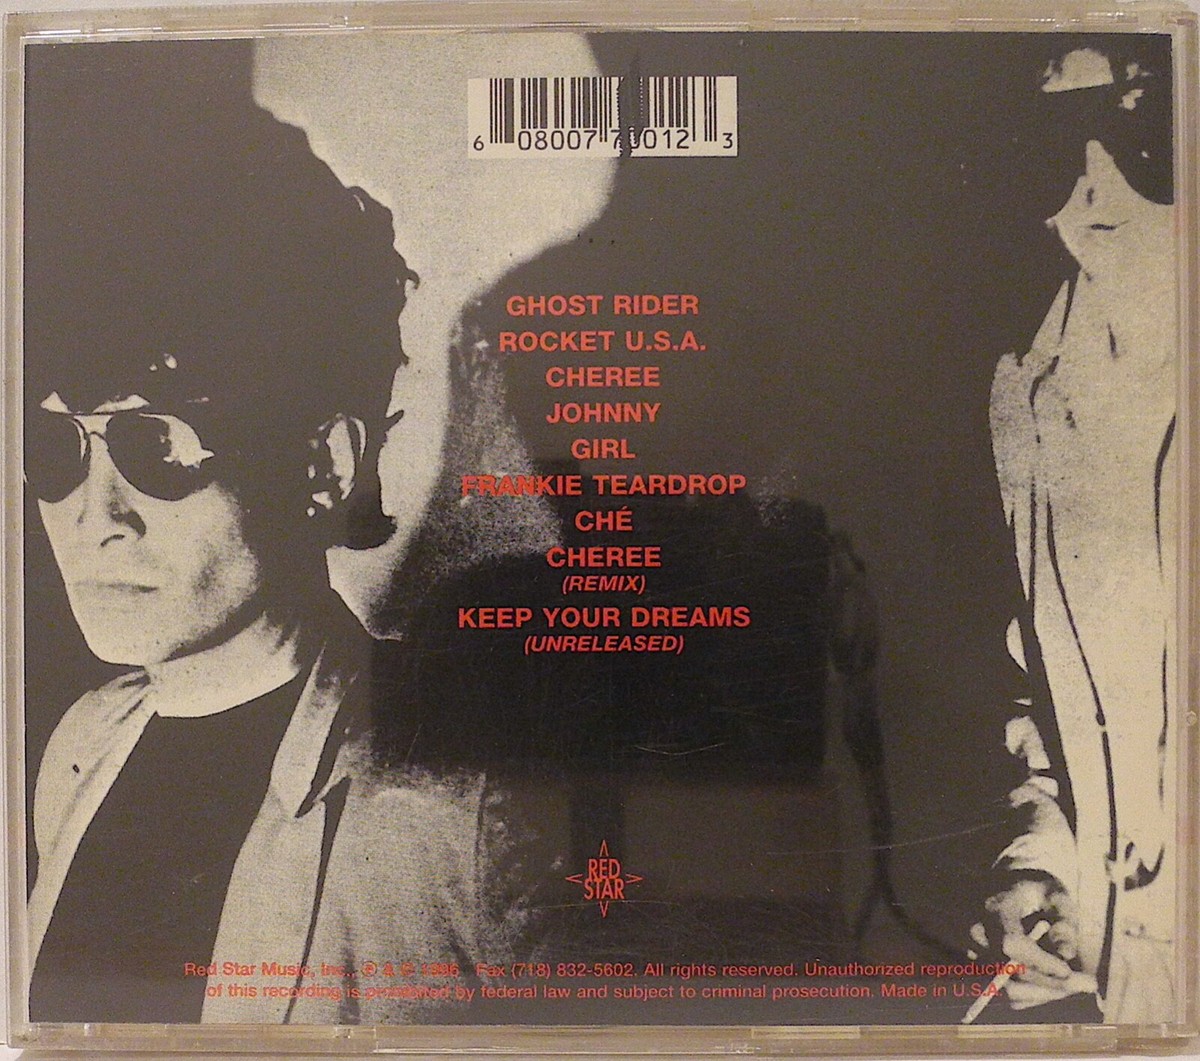 6 08007 70012 3
GHOST RIDER
ROCKET U.S.A.
CHEREE
JOHNNY
GIRL
FRANKIE TEARDROP
CHÉ
CHEREE
(REMIX)
KEEP YOUR DREAMS
(UNRELEASED)
RED
STAR
Red Star Music, Inc., ℗ & © 1996. Fax (718) 832-5602. All rights reserved. Unauthorized reproduction
of this recording is prohibited by federal law and subject to criminal prosecution. Made in U.S.A.